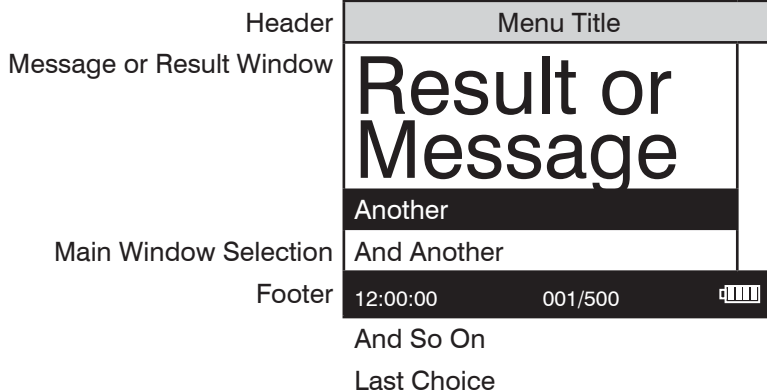 Header Menu Title
Message or Result Window Result or
Message
Another
Main Window Selection And Another
Footer 12:00:00 001/500
And So On
Last Choice